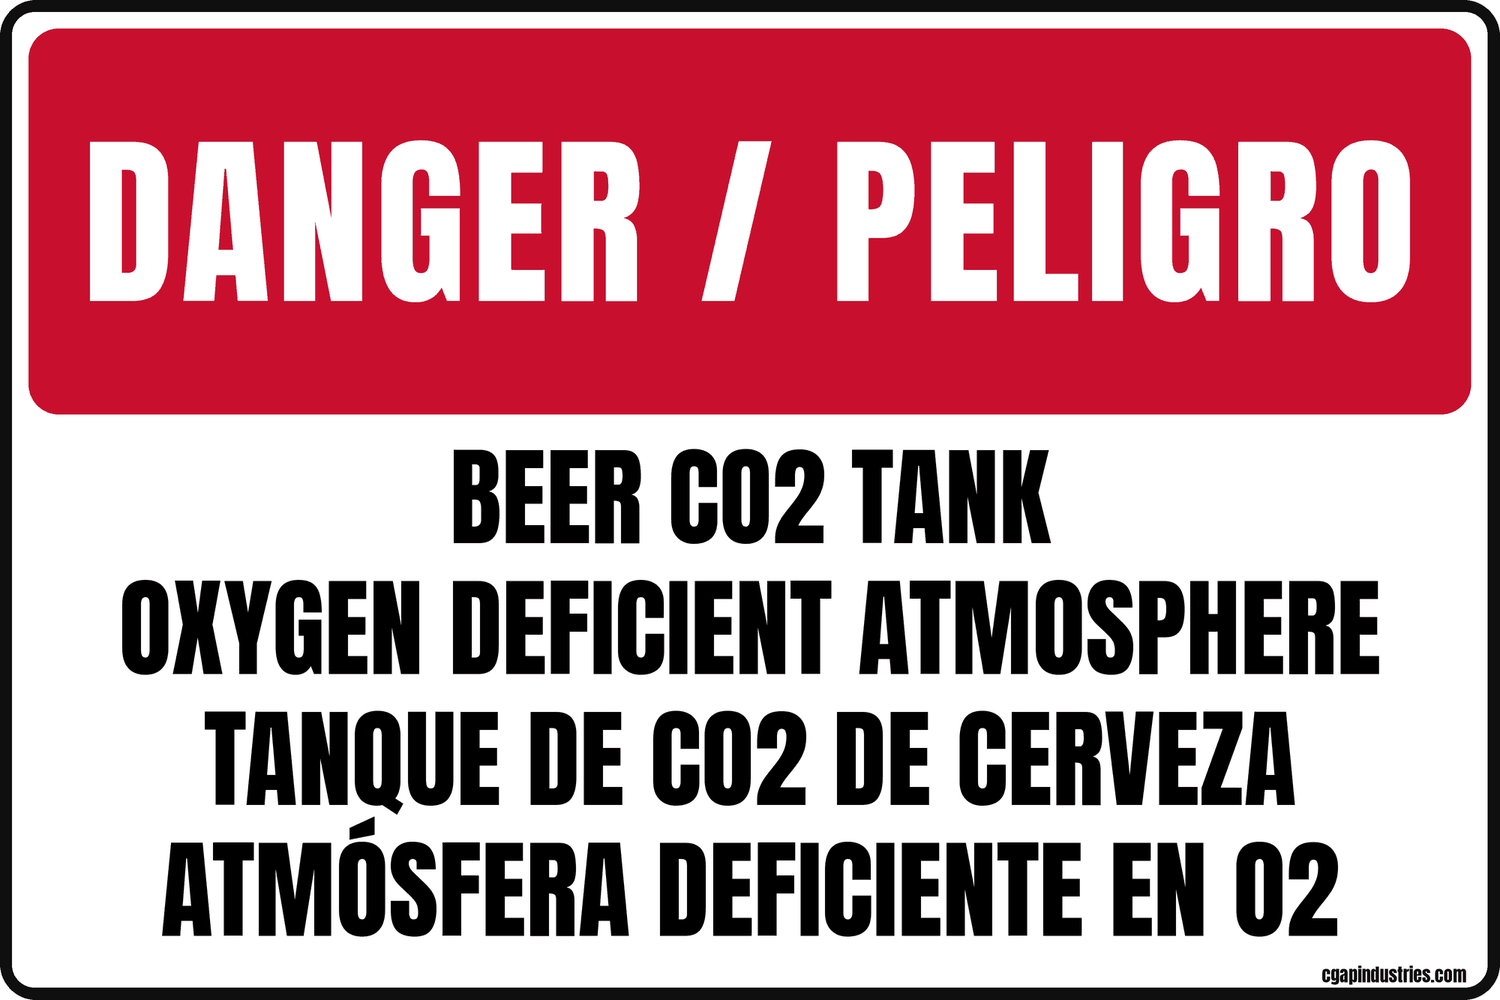 DANGER / PELIGRO
BEER CO2 TANK
OXYGEN DEFICIENT ATMOSPHERE
TANQUE DE CO2 DE CERVEZA
ATMÓSFERA DEFICIENTE EN O2
cgapindustries.com